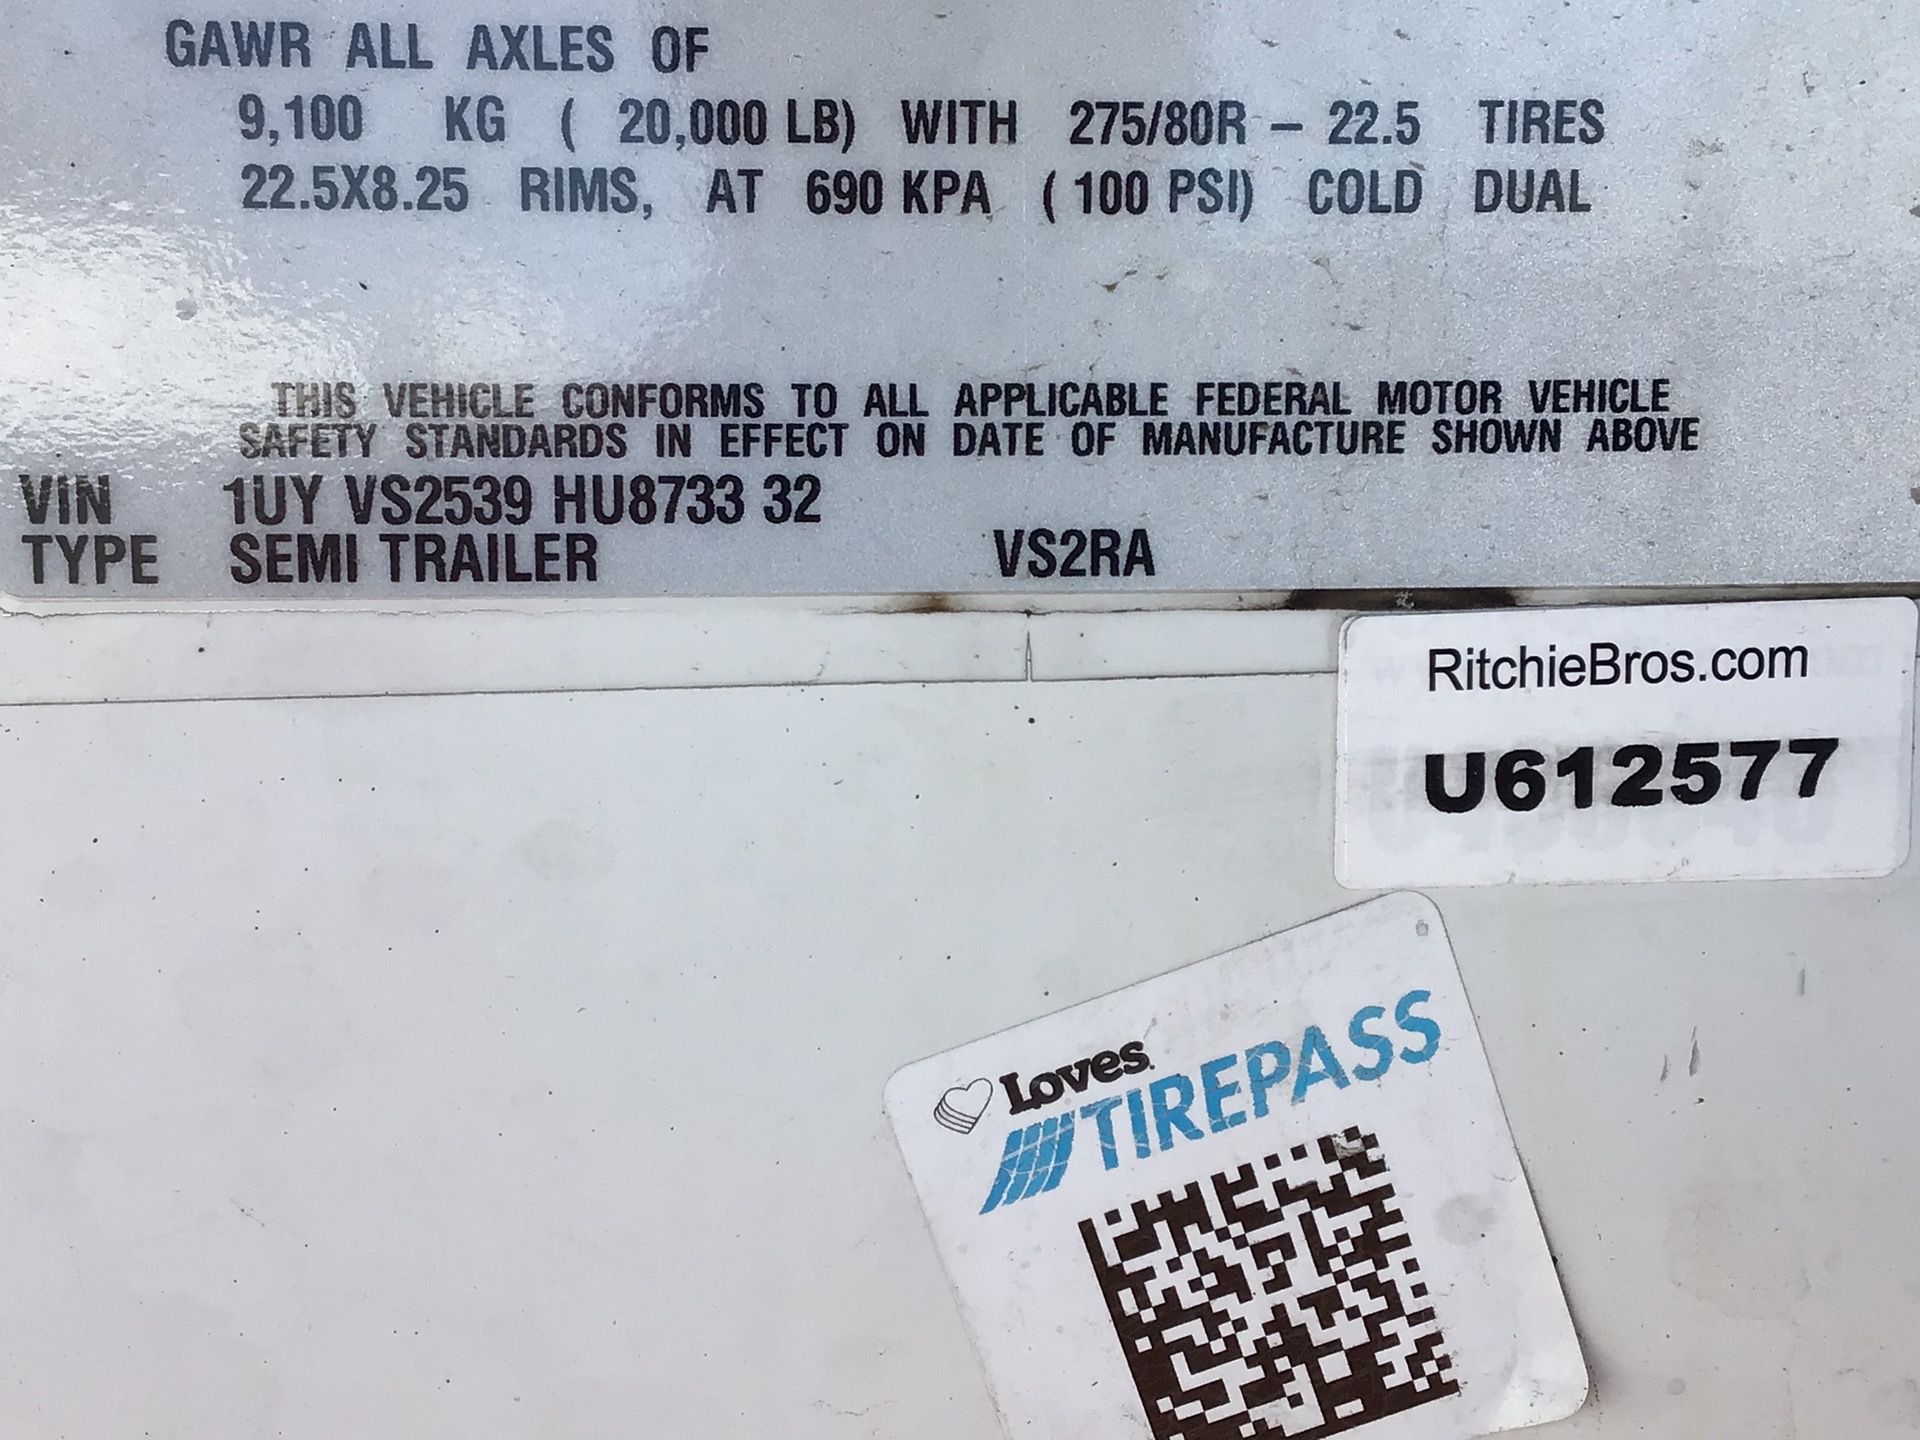 GAWR ALL AXLES OF
9,100 KG ( 20,000 LB) WITH 275/80R – 22.5 TIRES
22.5X8.25 RIMS, AT 690 KPA ( 100 PSI) COLD DUAL
THIS VEHICLE CONFORMS TO ALL APPLICABLE FEDERAL MOTOR VEHICLE
SAFETY STANDARDS IN EFFECT ON DATE OF MANUFACTURE SHOWN ABOVE
VIN 1UY VS2539 HU8733 32
TYPE SEMI TRAILER VS2RA
RitchieBros.com
U612577
Loves
TIREPASS